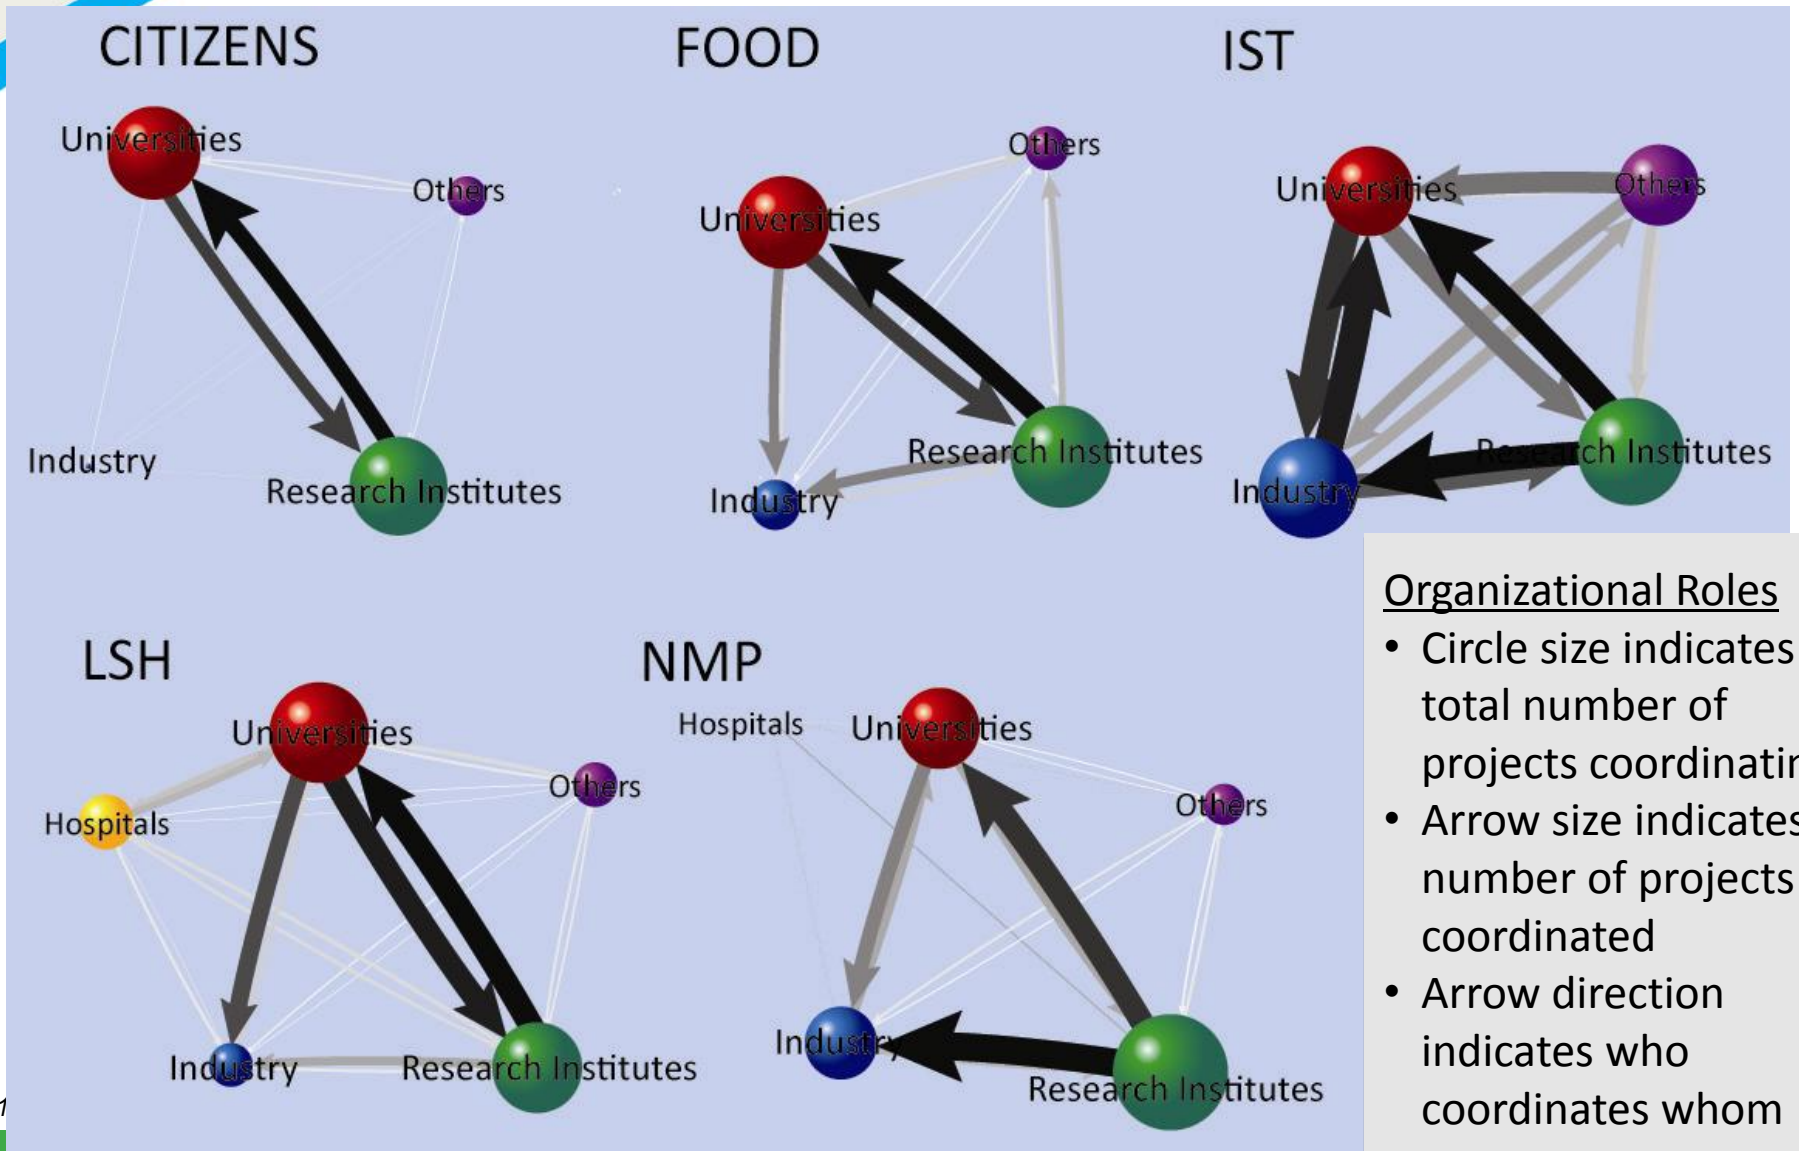 CITIZENS
Universities
Others
Industry
Research Institutes
FOOD
Others
Universities
Research Institutes
Industry
IST
Universities
Others
Research Institutes
Industry
LSH
Universities
Others
Hospitals
Industry
Research Institutes
NMP
Hospitals
Universities
Others
Industry
Research Institutes
Organizational Roles
• Circle size indicates
total number of
projects coordinatin
• Arrow size indicates
number of projects
coordinated
• Arrow direction
indicates who
coordinates whom
1